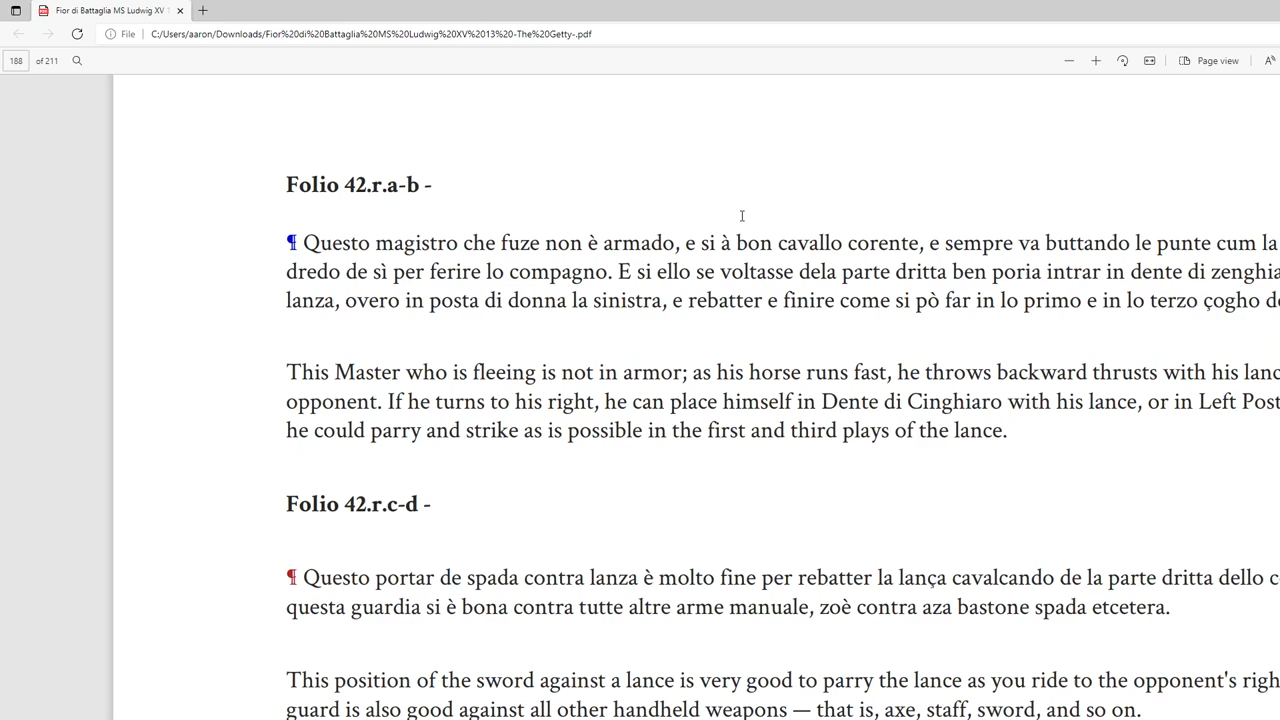 Fior di Battaglia MS Ludwig XV
File C:/Users/aaron/Downloads/Fior%20di%20Battaglia%20MS%20Ludwig%20XV%2013%20-The%20Getty-.pdf
188 of 211 Page view
Folio 42.r.a-b -
¶ Questo magistro che fuze non è armado, e si à bon cavallo corente, e sempre va buttando le punte cum la
dredo de sì per ferire lo compagno. E si ello se voltasse dela parte dritta ben poria intrar in dente di zenghia
lanza, overo in posta di donna la sinistra, e rebatter e finire come si pò far in lo primo e in lo terzo çogho de
This Master who is fleeing is not in armor; as his horse runs fast, he throws backward thrusts with his lanc
opponent. If he turns to his right, he can place himself in Dente di Cinghiaro with his lance, or in Left Post
he could parry and strike as is possible in the first and third plays of the lance.
Folio 42.r.c-d -
¶ Questo portar de spada contra lanza è molto fine per rebatter la lança cavalcando de la parte dritta dello c
questa guardia si è bona contra tutte altre arme manuale, zoè contra aza bastone spada etcetera.
This position of the sword against a lance is very good to parry the lance as you ride to the opponent's righ
guard is also good against all other handheld weapons — that is, axe, staff, sword, and so on.